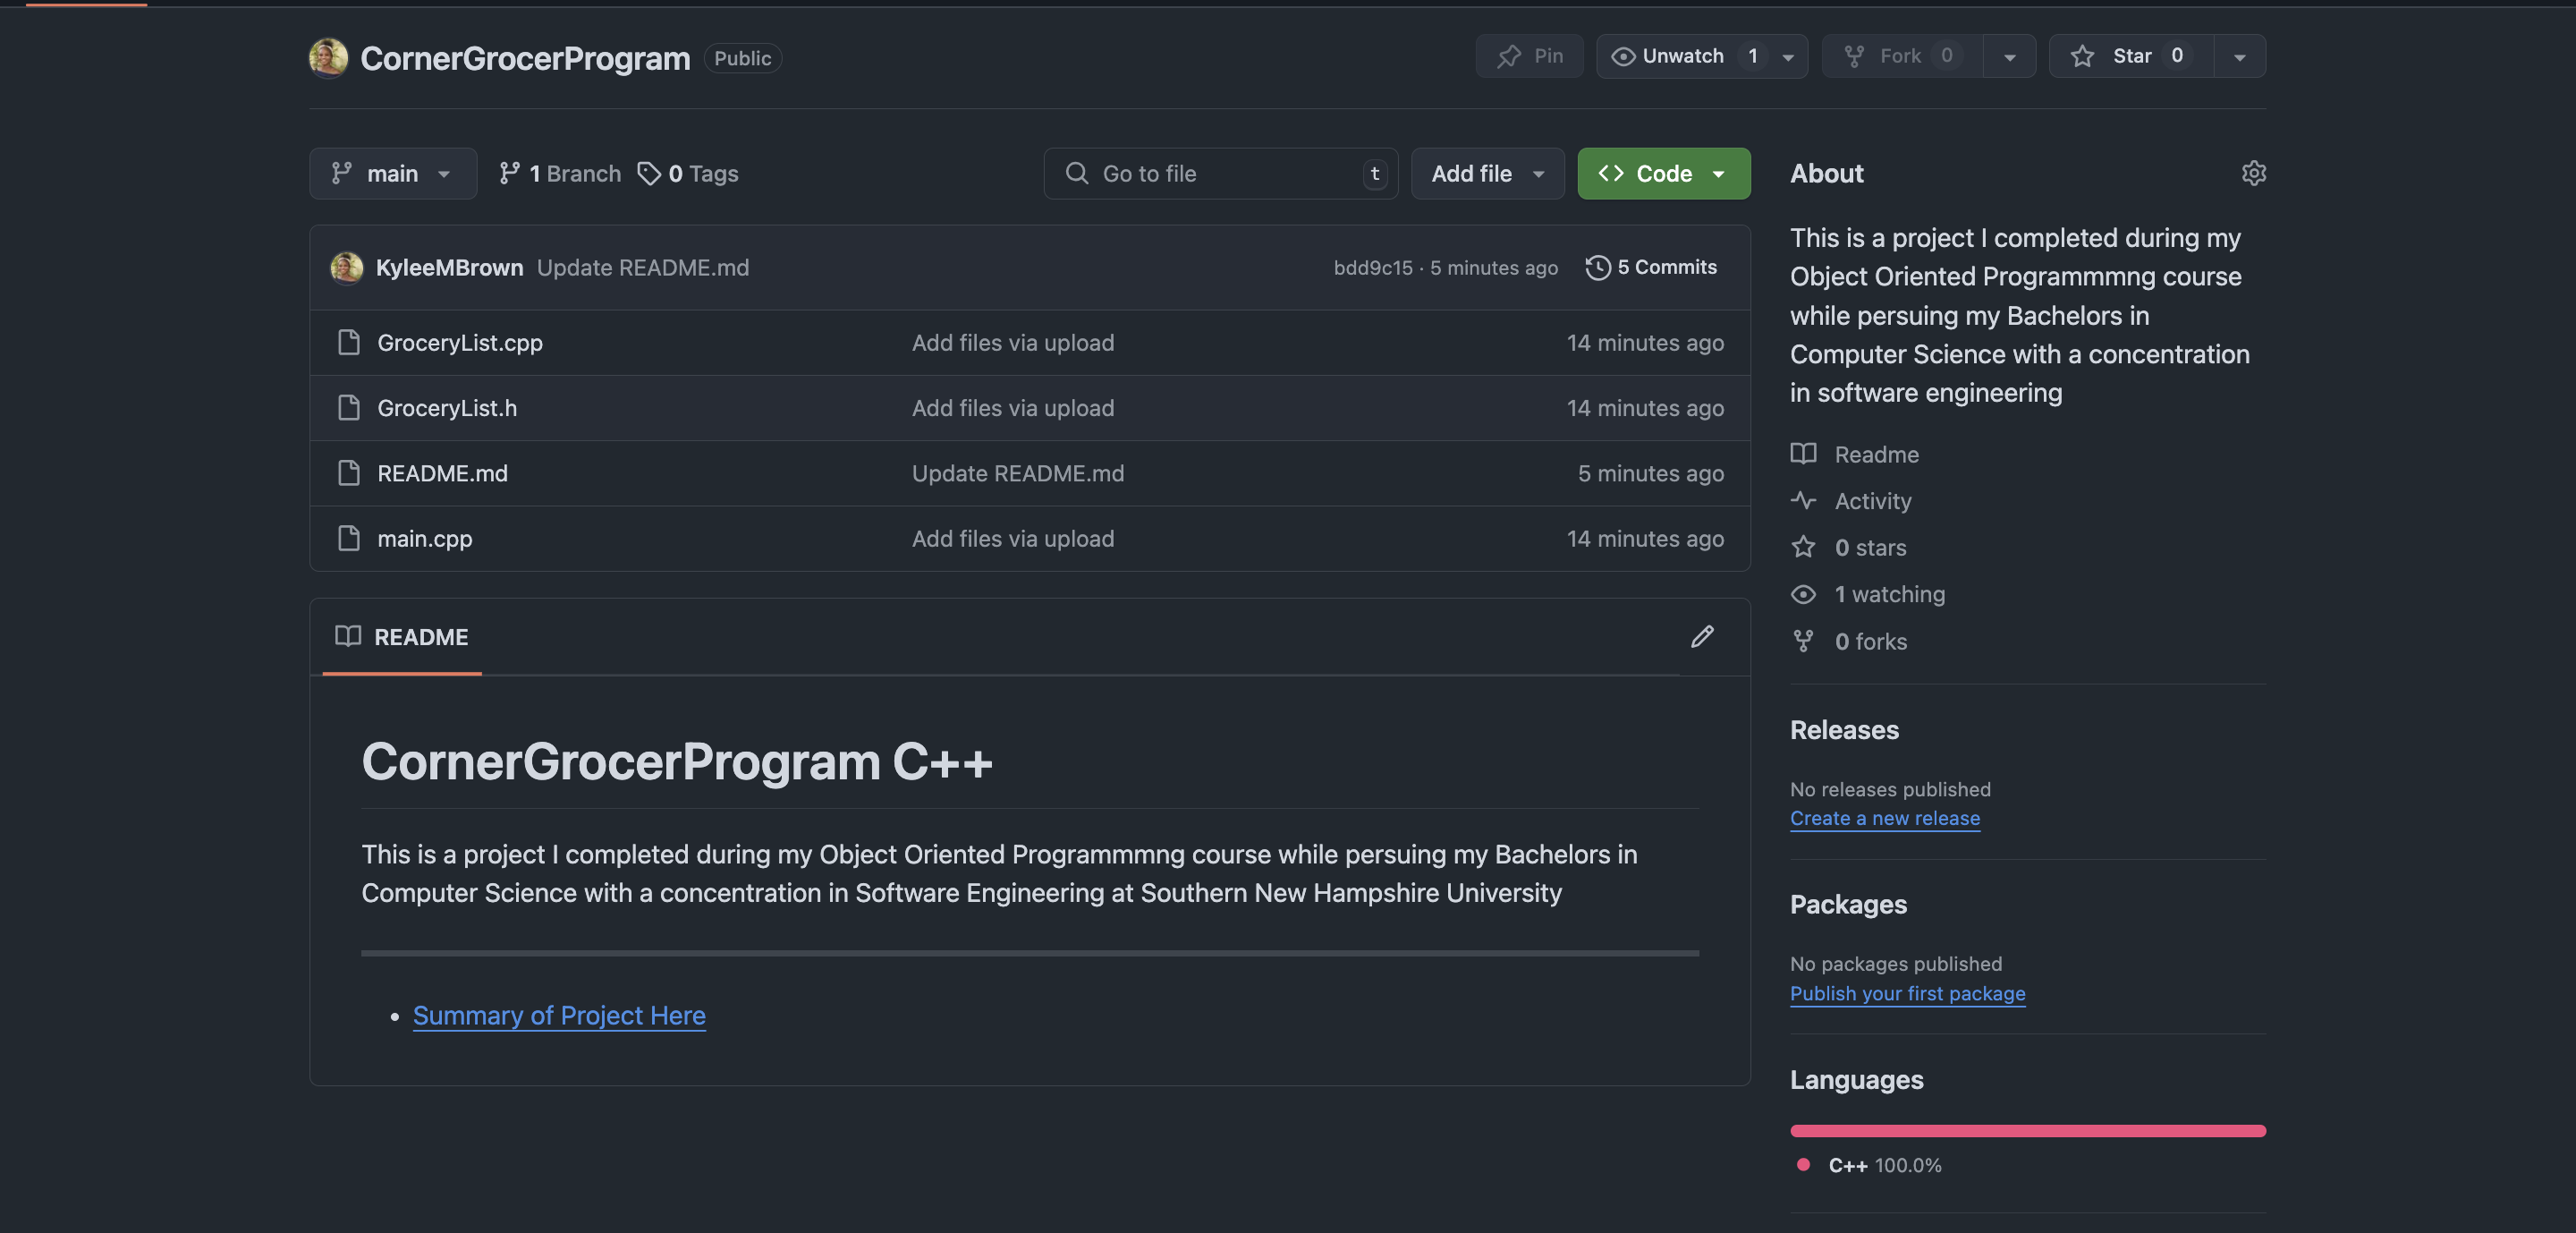 CornerGrocerProgram Public
Pin
Unwatch 1
Fork 0
Star 0
main
1 Branch
0 Tags
Go to file t
Add file
Code
KyleeMBrown Update README.md bdd9c15 · 5 minutes ago 5 Commits
GroceryList.cpp Add files via upload 14 minutes ago
GroceryList.h Add files via upload 14 minutes ago
README.md Update README.md 5 minutes ago
main.cpp Add files via upload 14 minutes ago
README
CornerGrocerProgram C++
This is a project I completed during my Object Oriented Programmmng course while persuing my Bachelors in
Computer Science with a concentration in Software Engineering at Southern New Hampshire University
• Summary of Project Here
About
This is a project I completed during my
Object Oriented Programmmng course
while persuing my Bachelors in
Computer Science with a concentration
in software engineering
Readme
Activity
0 stars
1 watching
0 forks
Releases
No releases published
Create a new release
Packages
No packages published
Publish your first package
Languages
C++ 100.0%